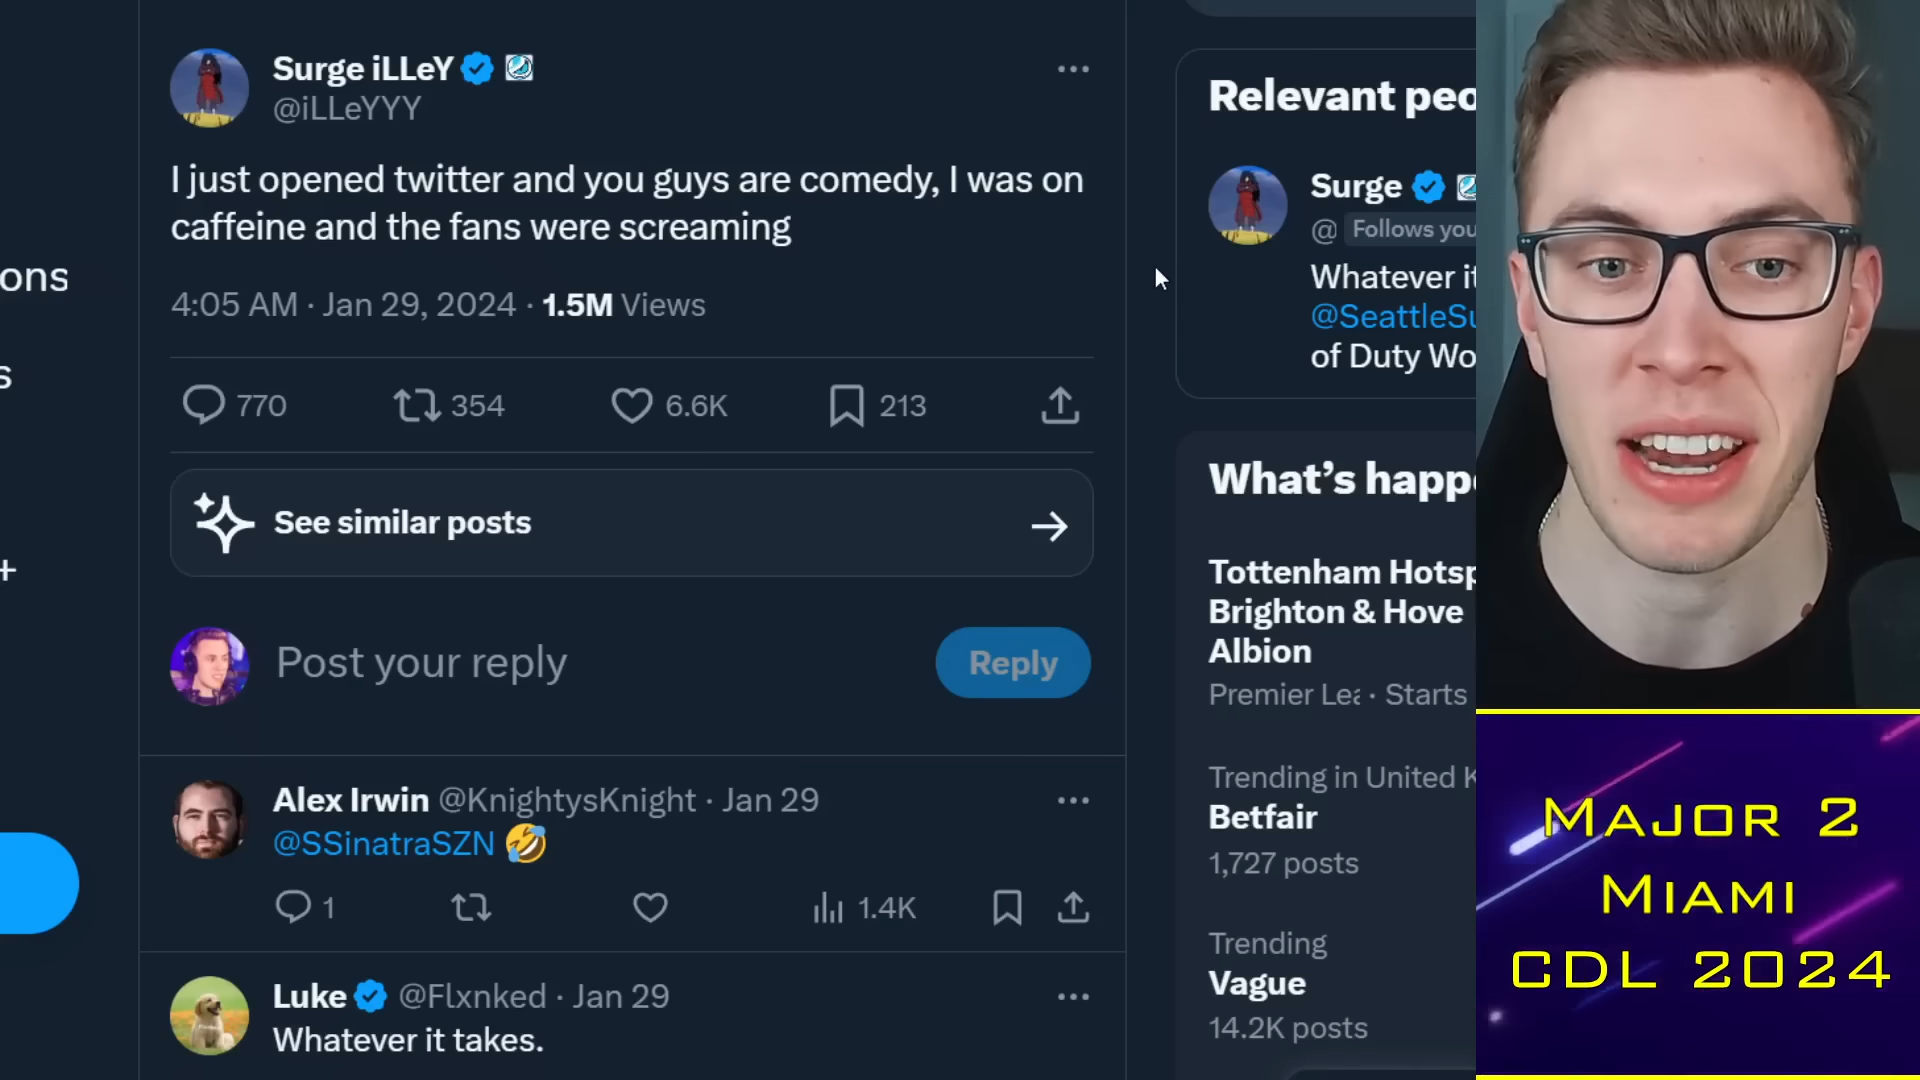 Surge iLLeY
@iLLeYYY
I just opened twitter and you guys are comedy, I was on
caffeine and the fans were screaming
4:05 AM · Jan 29, 2024 · 1.5M Views
770
354
6.6K
213
See similar posts
Post your reply
Reply
Alex Irwin @KnightysKnight · Jan 29
@SSinatraSZN
1
1.4K
Luke @Flxnked · Jan 29
Whatever it takes.
ons
s
+
Relevant peo
Surge
@ Follows you
Whatever it
@SeattleSu
of Duty Wo
What's happe
Tottenham Hotsp
Brighton & Hove
Albion
Premier Lea · Starts
Trending in United K
Betfair
1,727 posts
Trending
Vague
14.2K posts
Major 2
Miami
CDL 2024